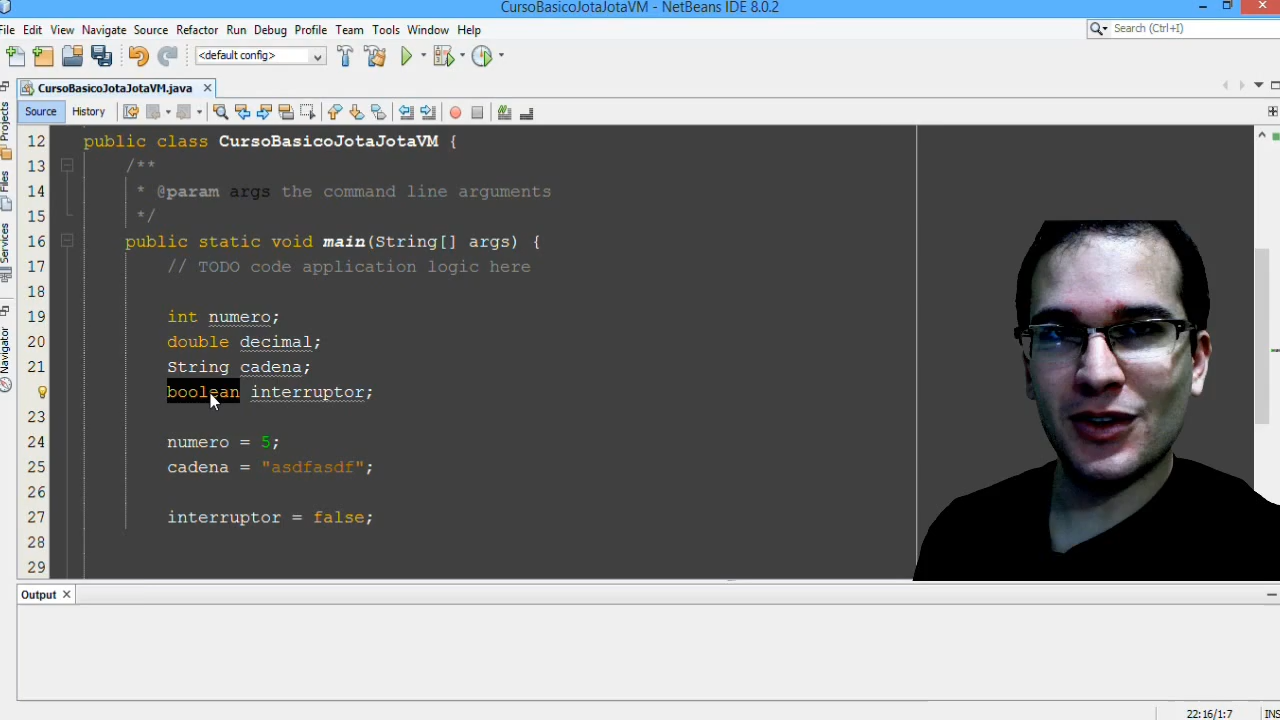 CursoBasicoJotaJotaVM - NetBeans IDE 8.0.2
File Edit View Navigate Source Refactor Run Debug Profile Team Tools Window Help
Search (Ctrl+I)
<default config>
CursoBasicoJotaJotaVM.java
Source History
Projects
Files
Services
Navigator
12 public class CursoBasicoJotaJotaVM {
13 /**
14 * @param args the command line arguments
15 */
16 public static void main(String[] args) {
17 // TODO code application logic here
18
19 int numero;
20 double decimal;
21 String cadena;
boolean interruptor;
23
24 numero = 5;
25 cadena = "asdfasdf";
26
27 interruptor = false;
28
29
Output
22:16/1:7 INS